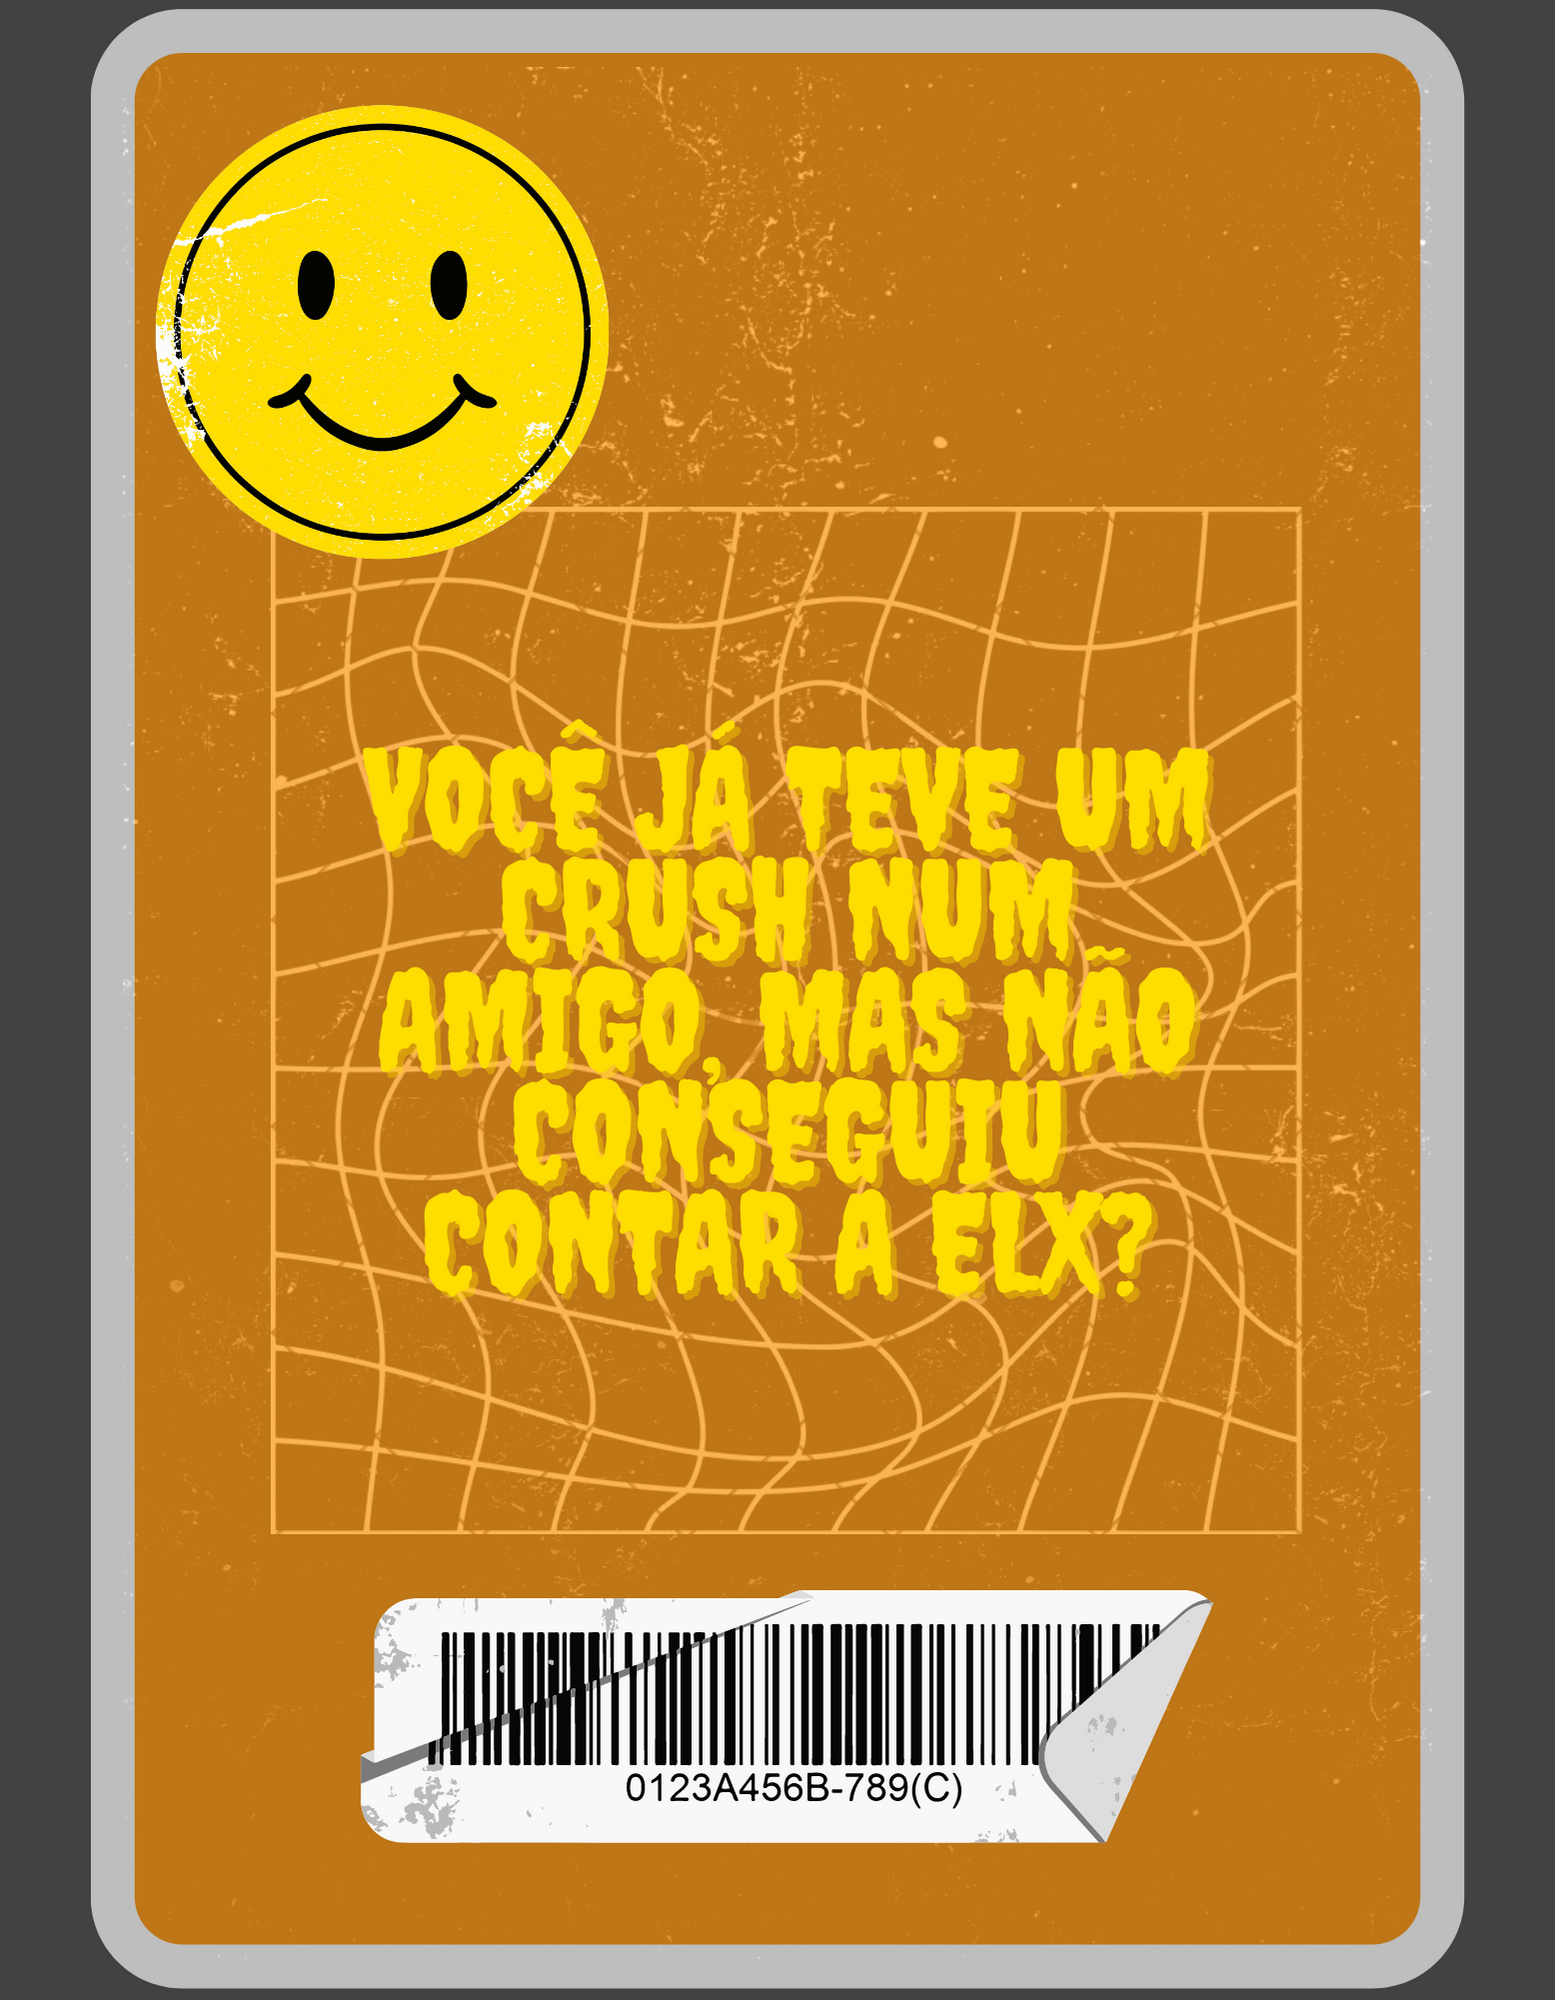 VOCÊ JÁ TEVE UM
CRUSH NUM
AMIGO, MAS NÃO
CONSEGUIU
CONTAR A ELX?
0123A456B-789(C)